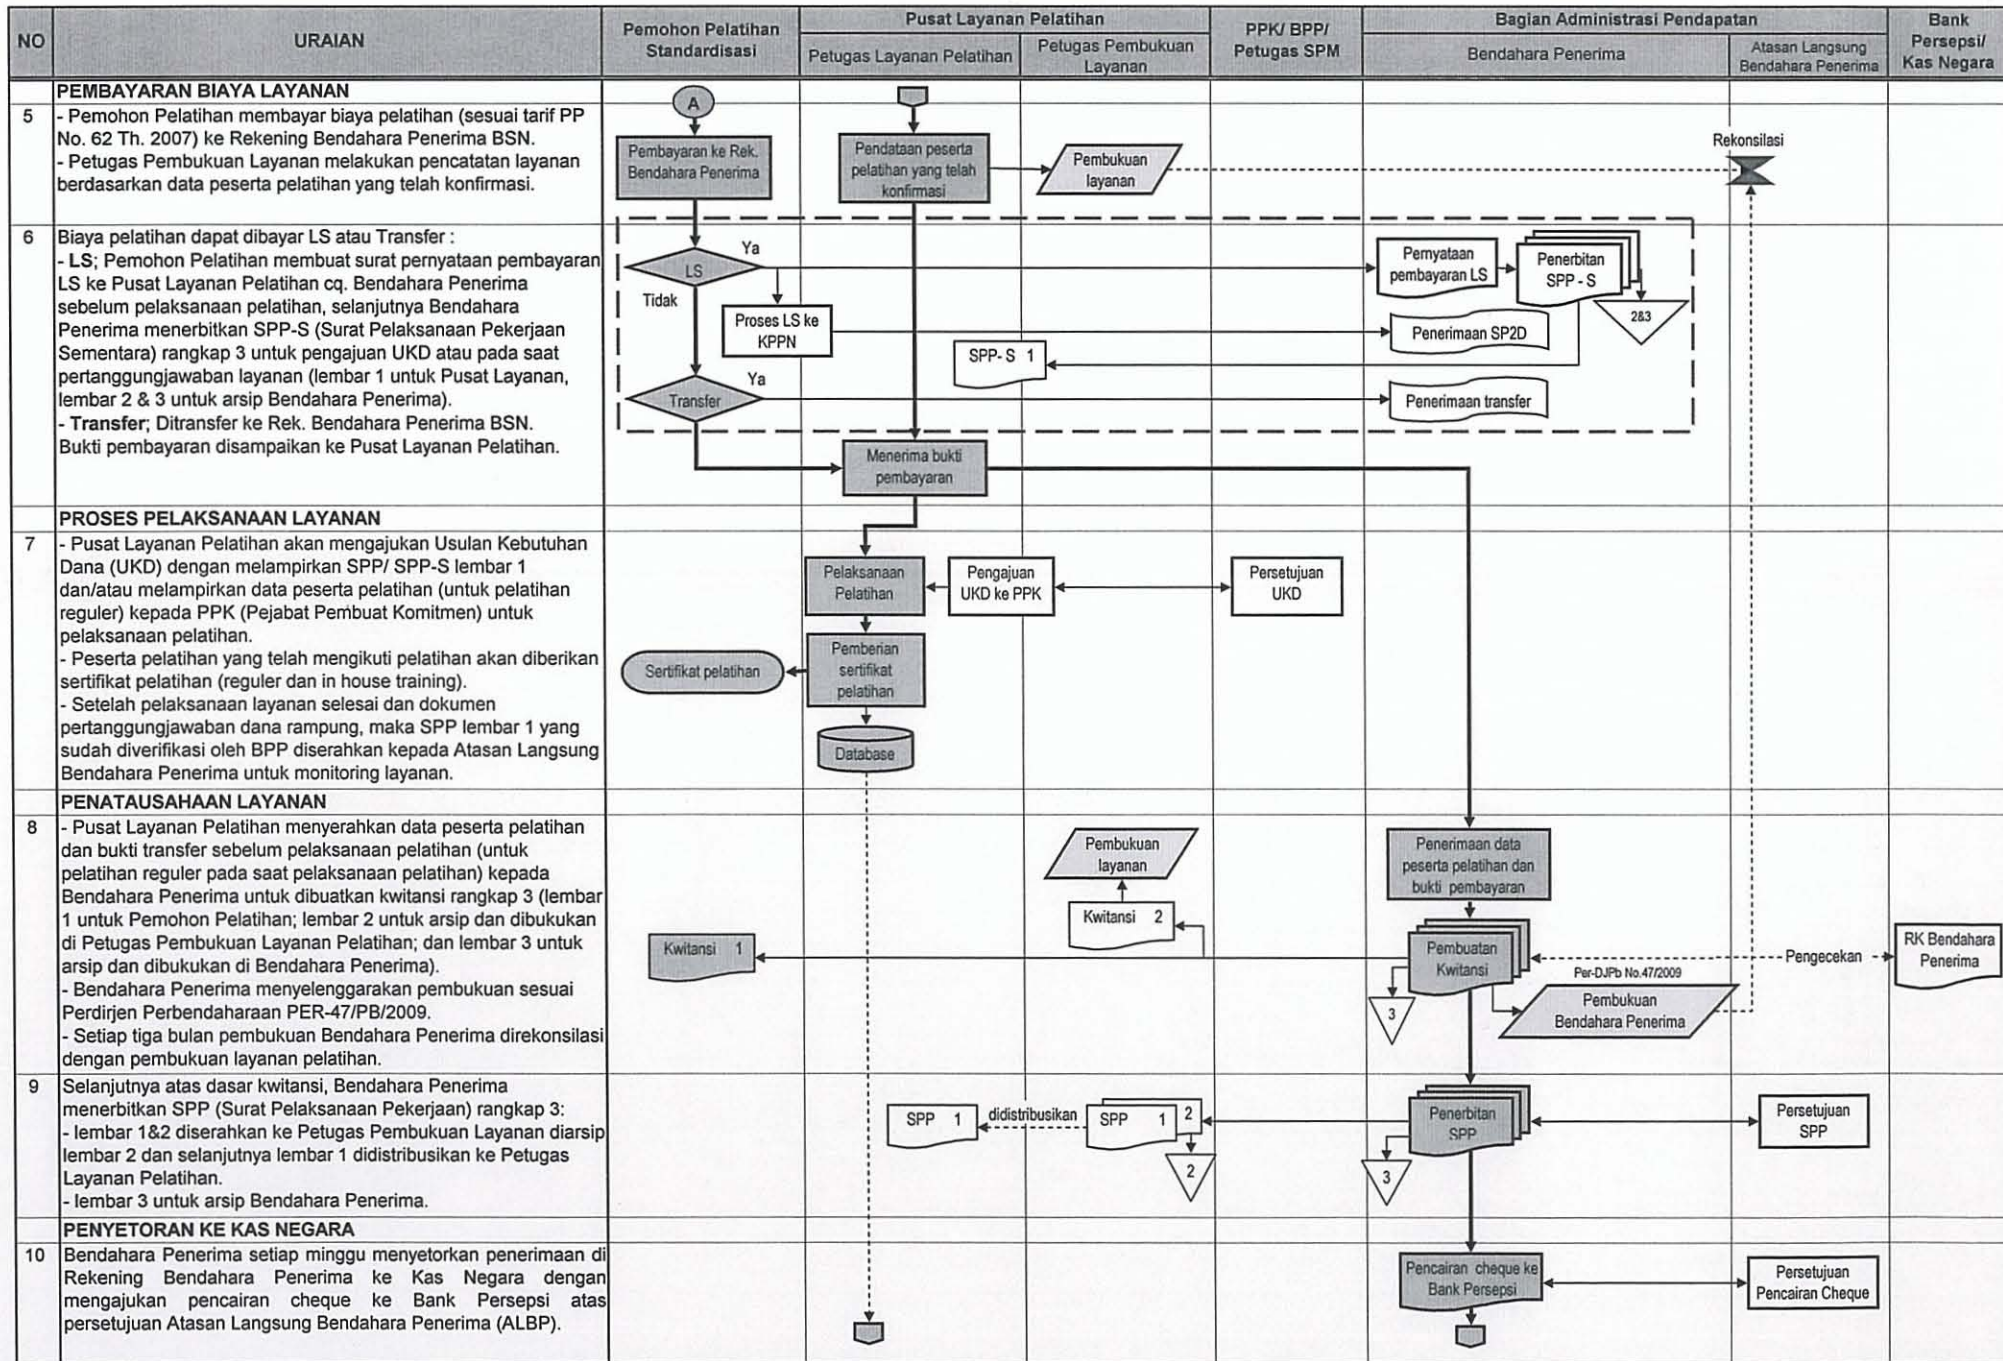 NO
URAIAN
Pemohon Pelatihan
Standardisasi
Pusat Layanan Pelatihan
Petugas Layanan Pelatihan
Petugas Pembukuan
Layanan
PPK/ BPP/
Petugas SPM
Bagian Administrasi Pendapatan
Bendahara Penerima
Atasan Langsung
Bendahara Penerima
Bank
Persepsi/
Kas Negara
PEMBAYARAN BIAYA LAYANAN
5
- Pemohon Pelatihan membayar biaya pelatihan (sesuai tarif PP
No. 62 Th. 2007) ke Rekening Bendahara Penerima BSN.
- Petugas Pembukuan Layanan melakukan pencatatan layanan
berdasarkan data peserta pelatihan yang telah konfirmasi.
A
Pembayaran ke Rek.
Bendahara Penerima
Pendataan peserta
pelatihan yang telah
konfirmasi
Pembukuan
layanan
Rekonsilasi
6
Biaya pelatihan dapat dibayar LS atau Transfer :
- LS; Pemohon Pelatihan membuat surat pernyataan pembayaran
LS ke Pusat Layanan Pelatihan cq. Bendahara Penerima
sebelum pelaksanaan pelatihan, selanjutnya Bendahara
Penerima menerbitkan SPP-S (Surat Pelaksanaan Pekerjaan
Sementara) rangkap 3 untuk pengajuan UKD atau pada saat
pertanggungjawaban layanan (lembar 1 untuk Pusat Layanan,
lembar 2 & 3 untuk arsip Bendahara Penerima).
- Transfer; Ditransfer ke Rek. Bendahara Penerima BSN.
Bukti pembayaran disampaikan ke Pusat Layanan Pelatihan.
LS
Ya
Tidak
Proses LS ke
KPPN
Transfer
Ya
SPP- S 1
Pernyataan
pembayaran LS
Penerbitan
SPP - S
2&3
Penerimaan SP2D
Penerimaan transfer
Menerima bukti
pembayaran
PROSES PELAKSANAAN LAYANAN
7
- Pusat Layanan Pelatihan akan mengajukan Usulan Kebutuhan
Dana (UKD) dengan melampirkan SPP/ SPP-S lembar 1
dan/atau melampirkan data peserta pelatihan (untuk pelatihan
reguler) kepada PPK (Pejabat Pembuat Komitmen) untuk
pelaksanaan pelatihan.
- Peserta pelatihan yang telah mengikuti pelatihan akan diberikan
sertifikat pelatihan (reguler dan in house training).
- Setelah pelaksanaan layanan selesai dan dokumen
pertanggungjawaban dana rampung, maka SPP lembar 1 yang
sudah diverifikasi oleh BPP diserahkan kepada Atasan Langsung
Bendahara Penerima untuk monitoring layanan.
Pelaksanaan
Pelatihan
Pengajuan
UKD ke PPK
Persetujuan
UKD
Sertifikat pelatihan
Pemberian
sertifikat
pelatihan
Database
PENATAUSAHAAN LAYANAN
8
- Pusat Layanan Pelatihan menyerahkan data peserta pelatihan
dan bukti transfer sebelum pelaksanaan pelatihan (untuk
pelatihan reguler pada saat pelaksanaan pelatihan) kepada
Bendahara Penerima untuk dibuatkan kwitansi rangkap 3 (lembar
1 untuk Pemohon Pelatihan; lembar 2 untuk arsip dan dibukukan
di Petugas Pembukuan Layanan Pelatihan; dan lembar 3 untuk
arsip dan dibukukan di Bendahara Penerima).
- Bendahara Penerima menyelenggarakan pembukuan sesuai
Perdirjen Perbendaharaan PER-47/PB/2009.
- Setiap tiga bulan pembukuan Bendahara Penerima direkonsilasi
dengan pembukuan layanan pelatihan.
Pembukuan
layanan
Kwitansi 2
Kwitansi 1
Penerimaan data
peserta pelatihan dan
bukti pembayaran
Pembuatan
Kwitansi
3
Per-DJPb No.47/2009
Pembukuan
Bendahara Penerima
Pengecekan
RK Bendahara
Penerima
9
Selanjutnya atas dasar kwitansi, Bendahara Penerima
menerbitkan SPP (Surat Pelaksanaan Pekerjaan) rangkap 3:
- lembar 1&2 diserahkan ke Petugas Pembukuan Layanan diarsip
lembar 2 dan selanjutnya lembar 1 didistribusikan ke Petugas
Layanan Pelatihan.
- lembar 3 untuk arsip Bendahara Penerima.
SPP 1
didistribusikan
SPP 1
2
2
Penerbitan
SPP
3
Persetujuan
SPP
PENYETORAN KE KAS NEGARA
10
Bendahara Penerima setiap minggu menyetorkan penerimaan di
Rekening Bendahara Penerima ke Kas Negara dengan
mengajukan pencairan cheque ke Bank Persepsi atas
persetujuan Atasan Langsung Bendahara Penerima (ALBP).
Pencairan cheque ke
Bank Persepsi
Persetujuan
Pencairan Cheque